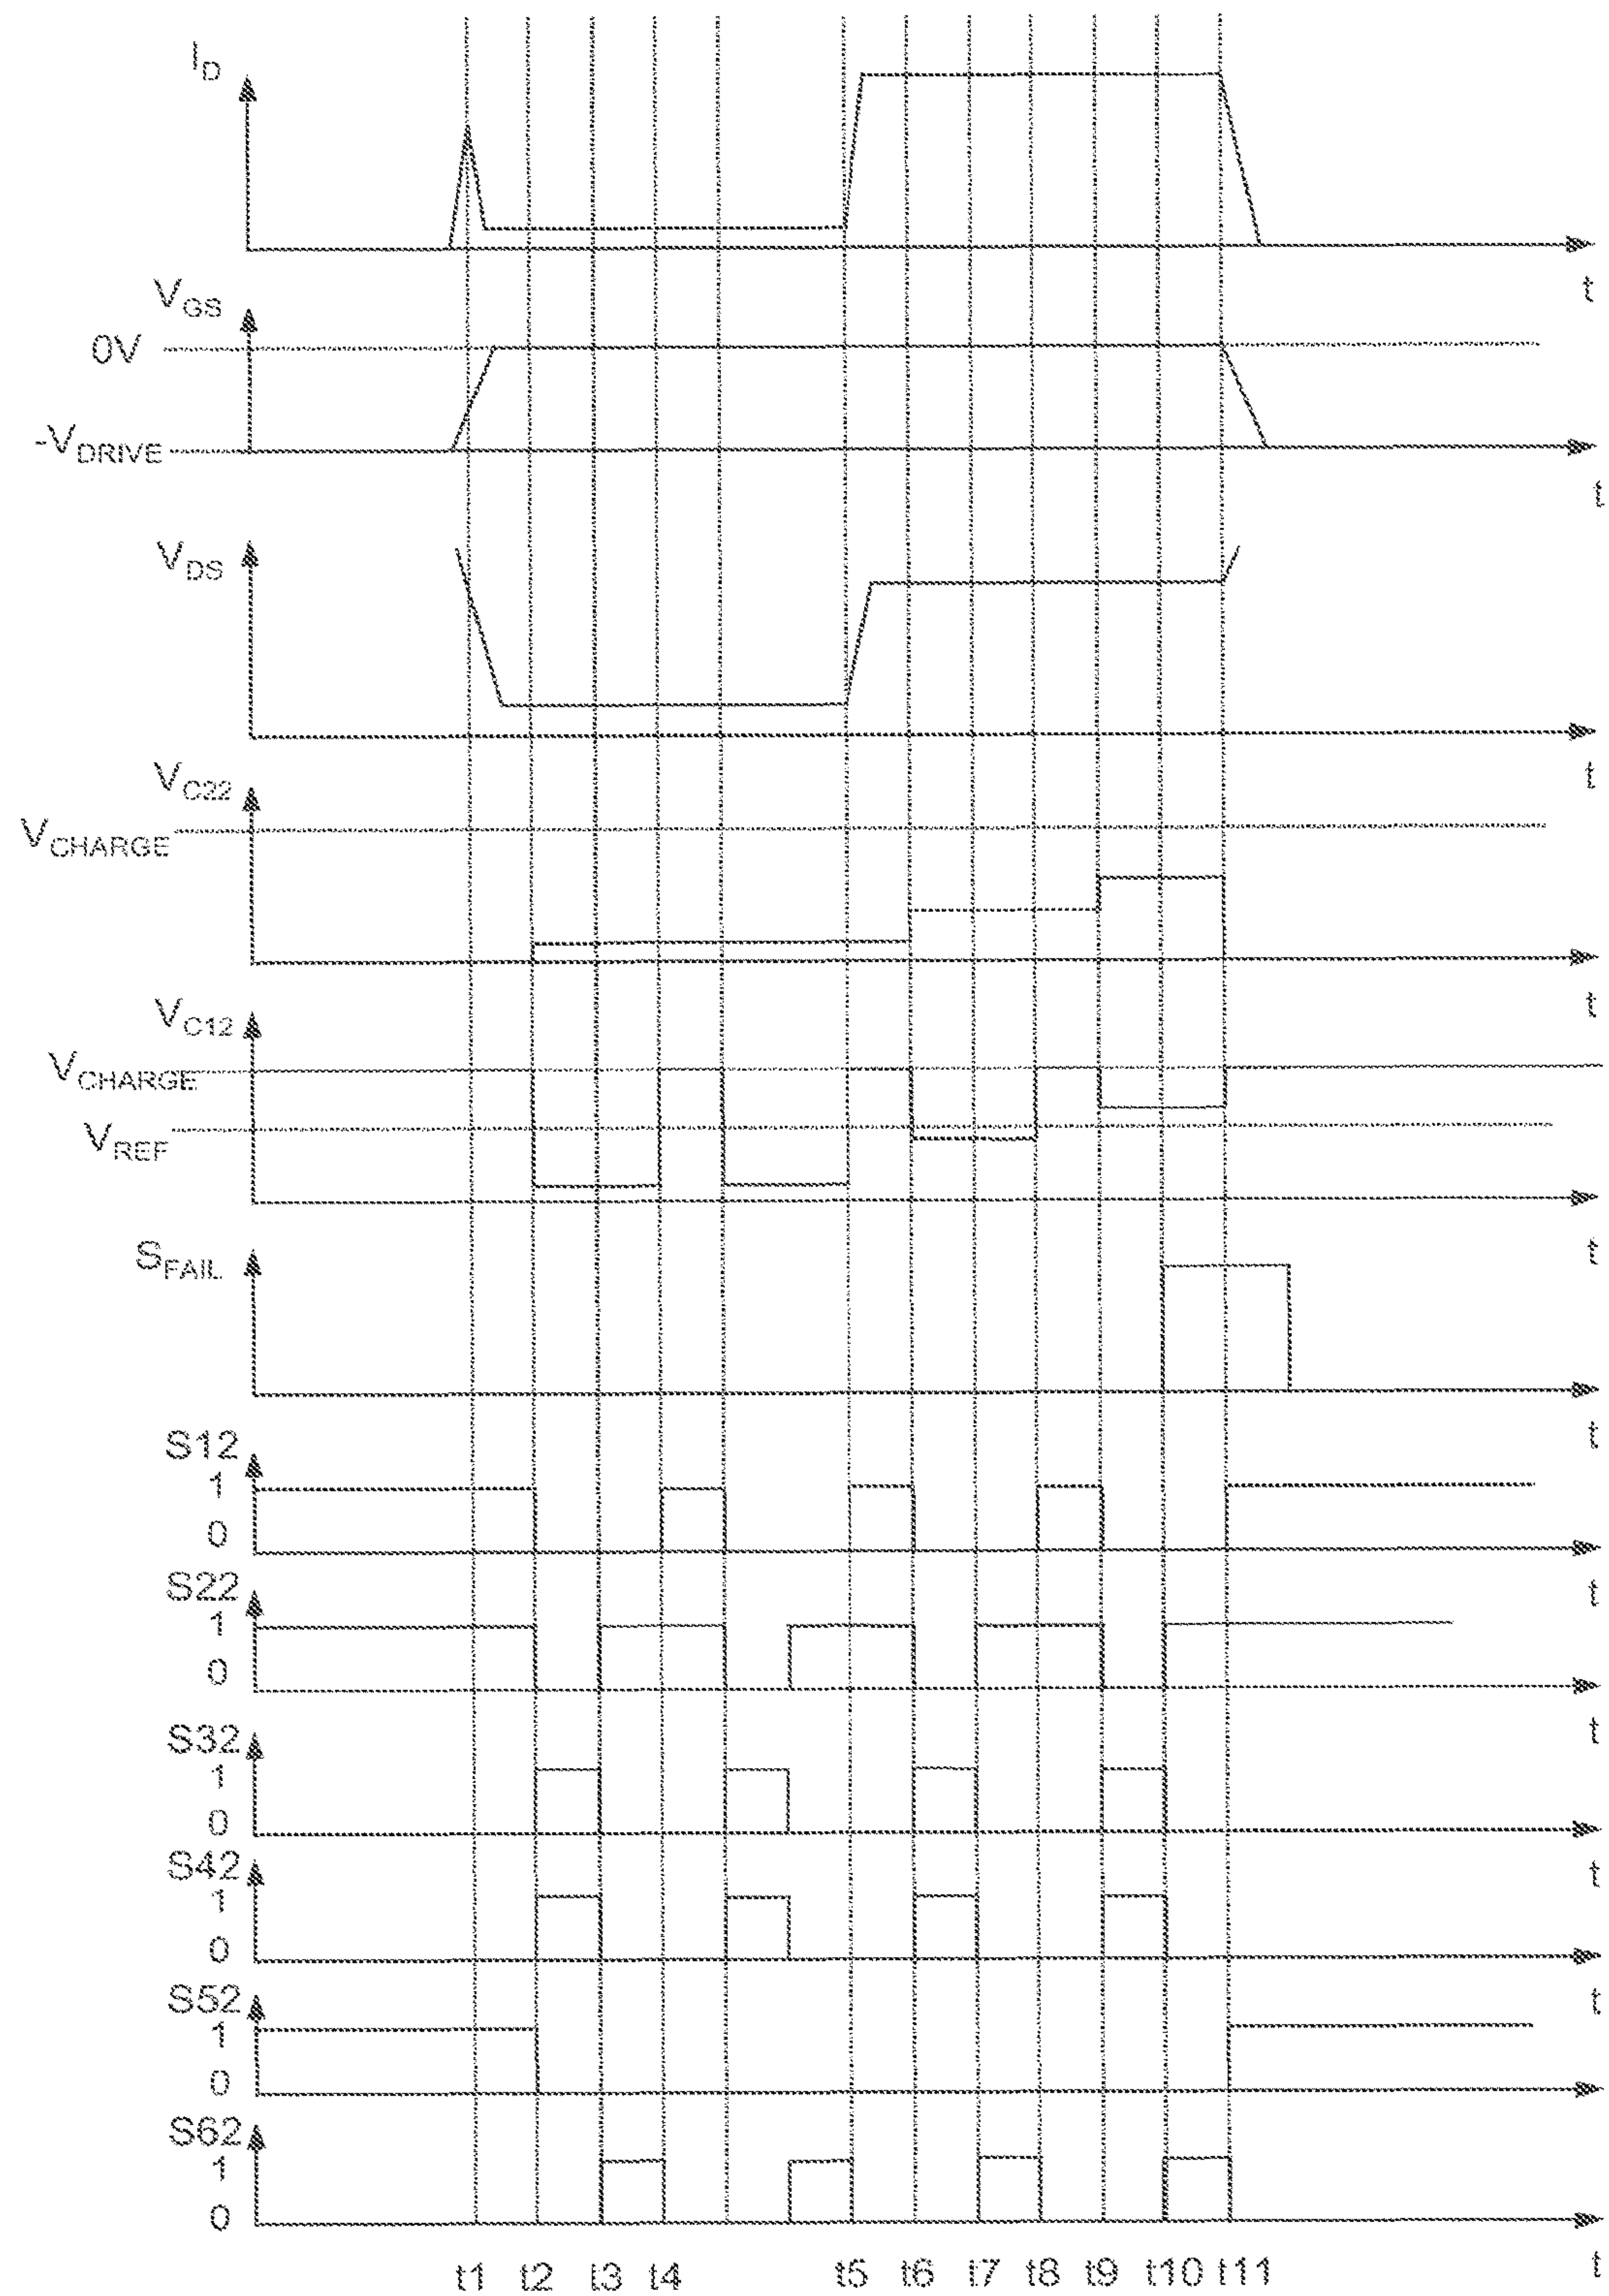 I_D
t
V_GS
0V
-V_DRIVE
t
V_DS
t
V_C22
V_CHARGE
t
V_C12
V_CHARGE
V_REF
t
S_FAIL
t
S12
1
0
t
S22
1
0
t
S32
1
0
t
S42
1
0
t
S52
1
0
t
S62
1
0
t
t1 t2 t3 t4 t5 t6 t7 t8 t9 t10 t11